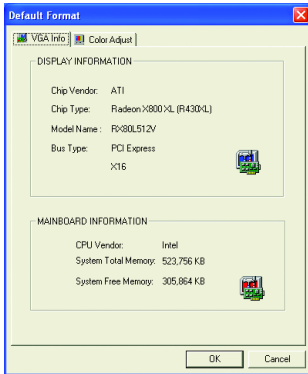 Default Format
VGA Info Color Adjust
DISPLAY INFORMATION
Chip Vendor: ATI
Chip Type: Radeon X800 XL (R430XL)
Model Name : RX80L512V
Bus Type: PCI Express
X16
MAINBOARD INFORMATION
CPU Vendor: Intel
System Total Memory: 523,756 KB
System Free Memory: 305,864 KB
OK Cancel